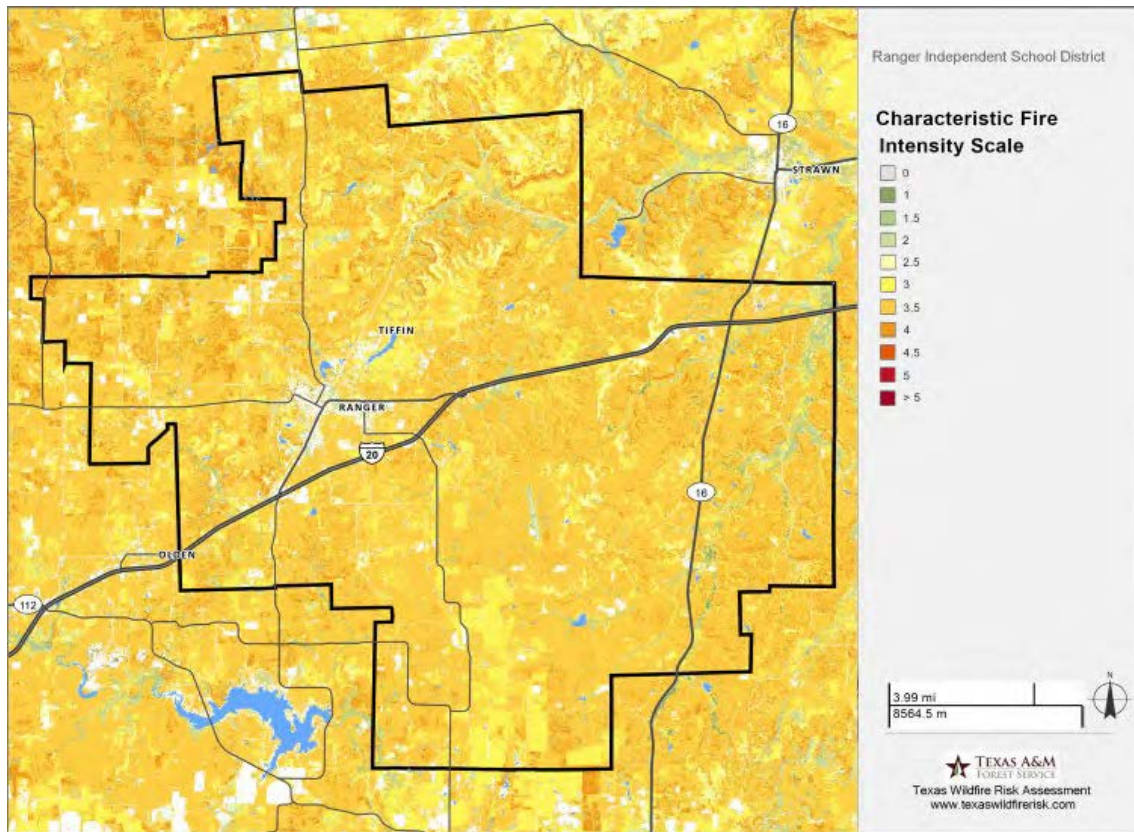 16
STRAWN
TIFFIN
RANGER
20
16
OLDEN
112
Ranger Independent School District
Characteristic Fire
Intensity Scale
0
1
1.5
2
2.5
3
3.5
4
4.5
5
> 5
3.99 mi
8564.5 m
N
TEXAS A&M
FOREST SERVICE
Texas Wildfire Risk Assessment
www.texaswildfirerisk.com